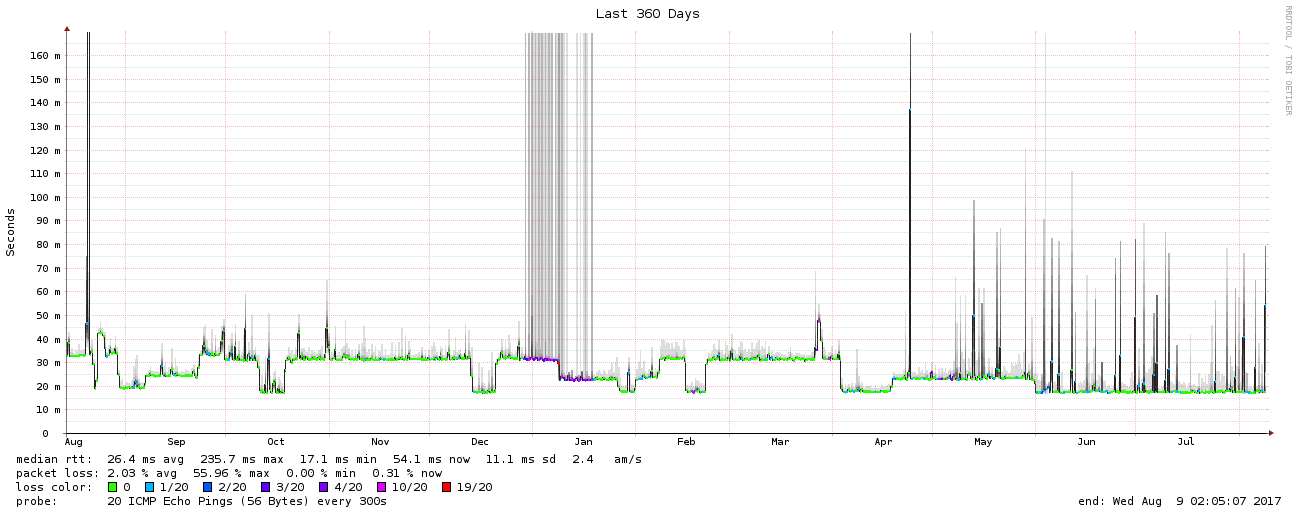 Last 360 Days
RRDTOOL / TOBI OETIKER
Seconds
160 m
150 m
140 m
130 m
120 m
110 m
100 m
90 m
80 m
70 m
60 m
50 m
40 m
30 m
20 m
10 m
0
Aug Sep Oct Nov Dec Jan Feb Mar Apr May Jun Jul
median rtt: 26.4 ms avg 235.7 ms max 17.1 ms min 54.1 ms now 11.1 ms sd 2.4 am/s
packet loss: 2.03 % avg 55.96 % max 0.00 % min 0.31 % now
loss color: 0 1/20 2/20 3/20 4/20 10/20 19/20
probe: 20 ICMP Echo Pings (56 Bytes) every 300s end: Wed Aug 9 02:05:07 2017